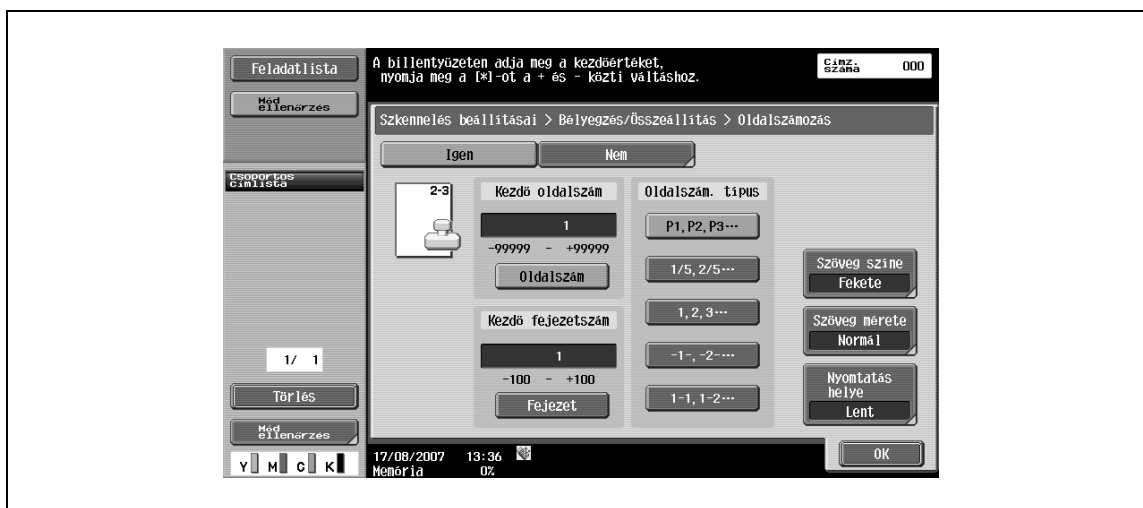 Feladatlista
Mód
ellenőrzés
A billentyűzeten adja meg a kezdőértéket,
nyomja meg a [*]-ot a + és - közti váltáshoz.
Címz.
száma
000
Szkennelés beállításai > Bélyegzés/Összeállítás > Oldalszámozás
Igen
Nem
Csoportos
címlista
2-3
Kezdő oldalszám
1
-99999 - +99999
Oldalszám
Kezdő fejezetszám
1
-100 - +100
Fejezet
Oldalszám. típus
P1,P2,P3···
1/5,2/5···
1,2,3···
-1-,-2-···
1-1,1-2···
Szöveg színe
Fekete
Szöveg mérete
Normál
Nyomtatás
helye
Lent
1/ 1
Törlés
Mód
ellenőrzés
Y M C K
17/08/2007 13:36
Memória 0%
OK